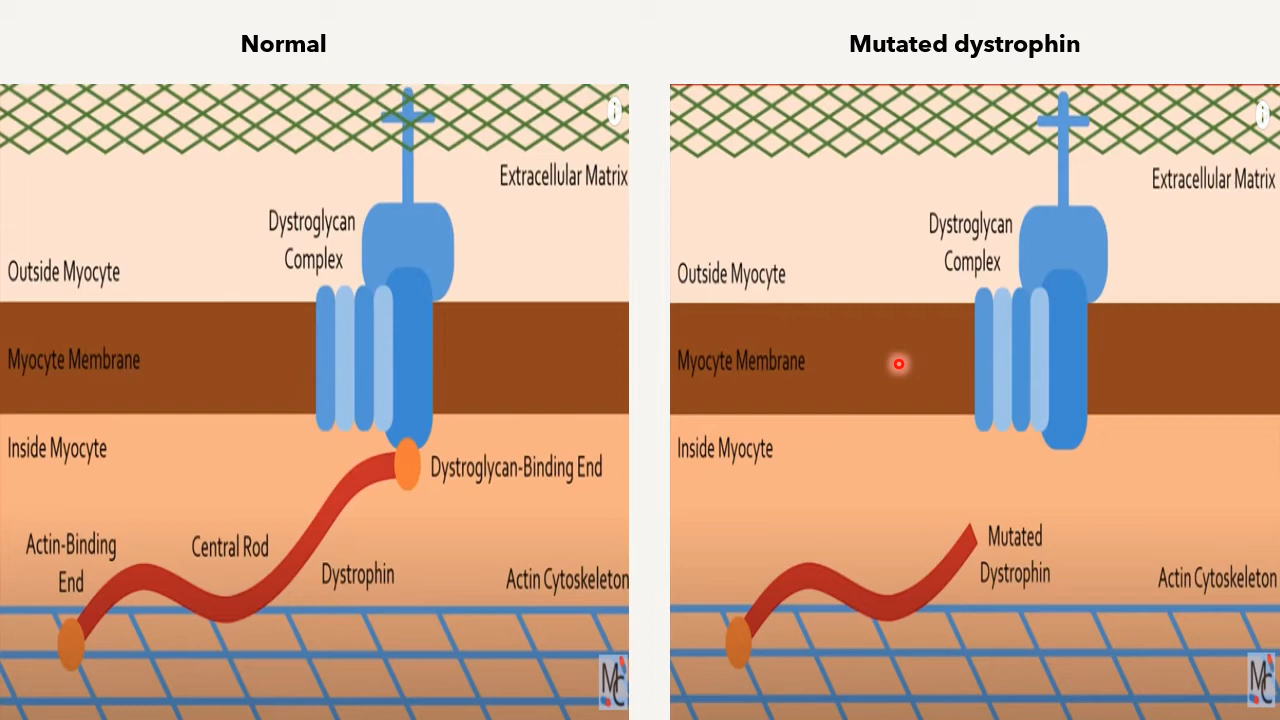 Normal
Extracellular Matrix
Dystroglycan
Complex
Outside Myocyte
Myocyte Membrane
Inside Myocyte
Dystroglycan-Binding End
Actin-Binding
End
Central Rod
Dystrophin
Actin Cytoskeleton
MC
Mutated dystrophin
Extracellular Matrix
Dystroglycan
Complex
Outside Myocyte
Myocyte Membrane
Inside Myocyte
Mutated
Dystrophin
Actin Cytoskeleton
MC